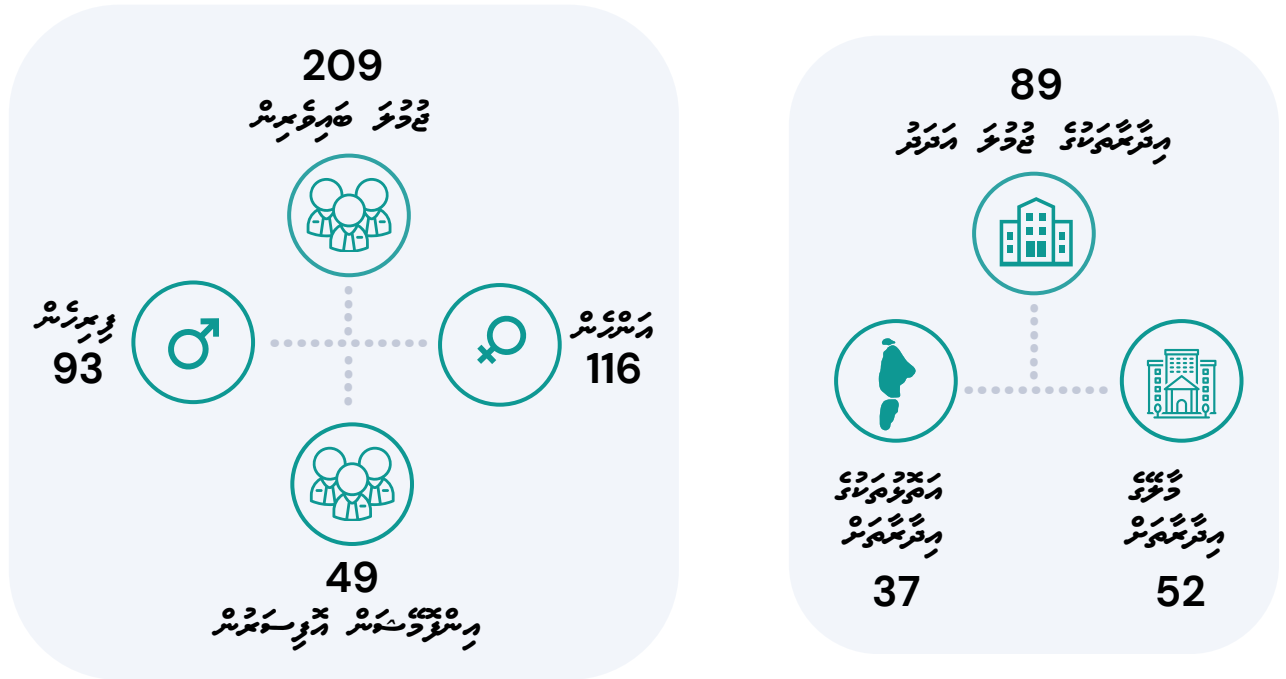 209
ޖުމުލަ ބައިވެރިން
އަންހެން
116
ފިރިހެން
93
49
އިންފޮމޭޝަން އޮފިސަރުން
89
އިދާރާތަކުގެ ޖުމުލަ އަދަދު
މާލޭގެ
އިދާރާތަށް
52
އަތޮޅުތަކުގެ
އިދާރާތަށް
37